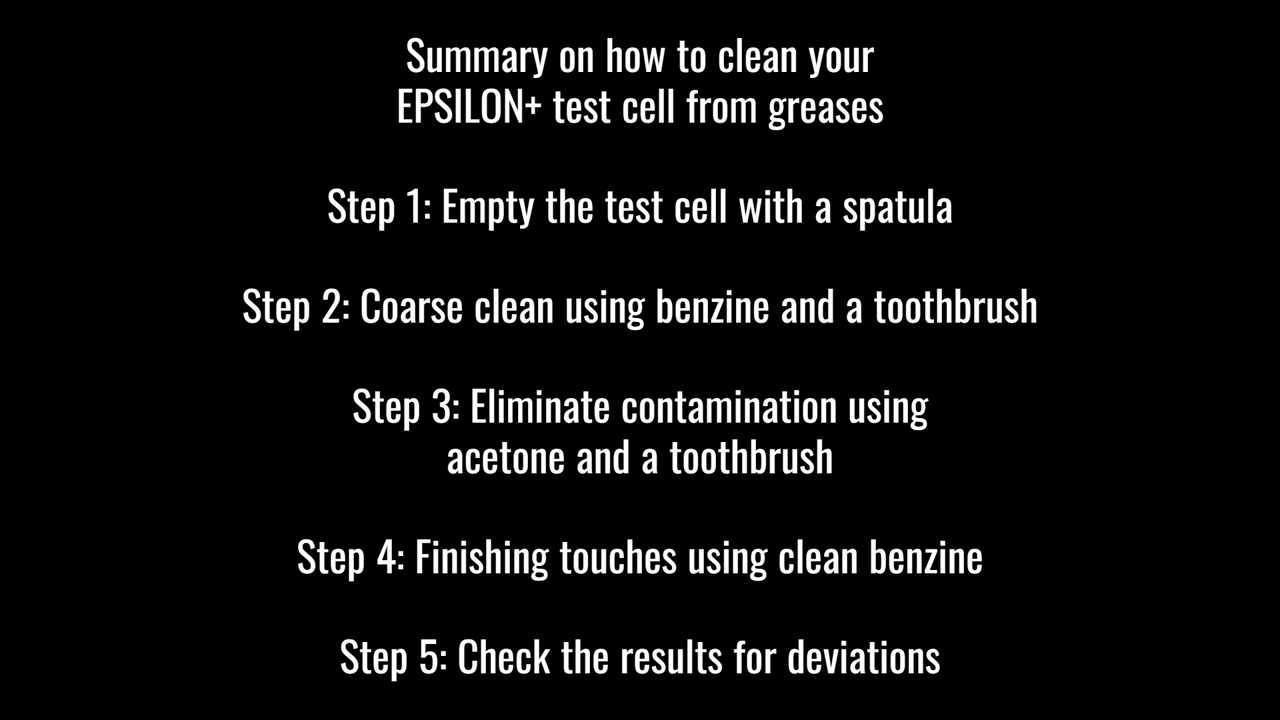 Summary on how to clean your
EPSILON+ test cell from greases
Step 1: Empty the test cell with a spatula
Step 2: Coarse clean using benzine and a toothbrush
Step 3: Eliminate contamination using
acetone and a toothbrush
Step 4: Finishing touches using clean benzine
Step 5: Check the results for deviations